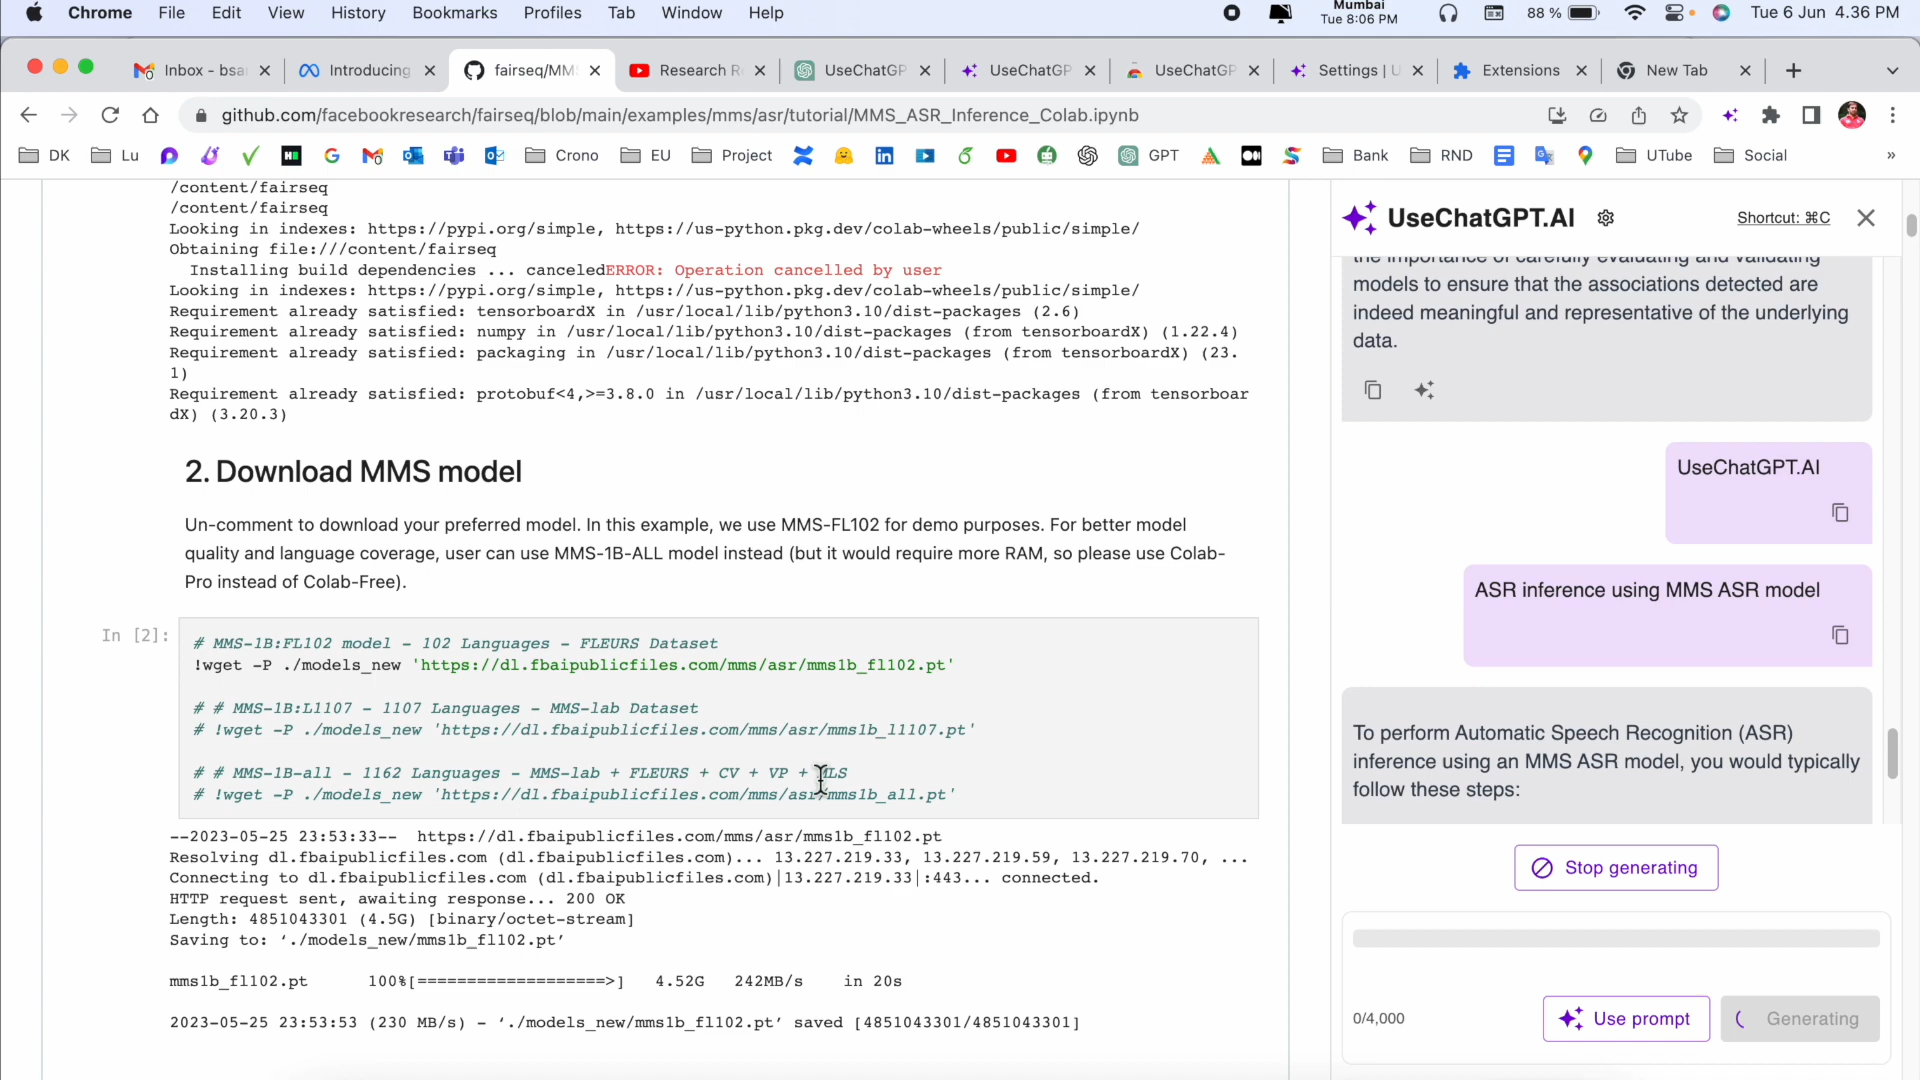 Chrome File Edit View History Bookmarks Profiles Tab Window Help
Mumbai
Tue 8:06 PM
88 %
Tue 6 Jun 4.36 PM
Inbox - bsa
Introducing
fairseq/MM
Research R
UseChatGP
UseChatGP
UseChatGP
Settings | U
Extensions
New Tab
github.com/facebookresearch/fairseq/blob/main/examples/mms/asr/tutorial/MMS_ASR_Inference_Colab.ipynb
DK Lu Crono EU Project GPT Bank RND UTube Social »
/content/fairseq
/content/fairseq
Looking in indexes: https://pypi.org/simple, https://us-python.pkg.dev/colab-wheels/public/simple/
Obtaining file:///content/fairseq
Installing build dependencies ... canceledERROR: Operation cancelled by user
Looking in indexes: https://pypi.org/simple, https://us-python.pkg.dev/colab-wheels/public/simple/
Requirement already satisfied: tensorboardX in /usr/local/lib/python3.10/dist-packages (2.6)
Requirement already satisfied: numpy in /usr/local/lib/python3.10/dist-packages (from tensorboardX) (1.22.4)
Requirement already satisfied: packaging in /usr/local/lib/python3.10/dist-packages (from tensorboardX) (23.
1)
Requirement already satisfied: protobuf<4,>=3.8.0 in /usr/local/lib/python3.10/dist-packages (from tensorboar
dX) (3.20.3)
2. Download MMS model
Un-comment to download your preferred model. In this example, we use MMS-FL102 for demo purposes. For better model
quality and language coverage, user can use MMS-1B-ALL model instead (but it would require more RAM, so please use Colab-
Pro instead of Colab-Free).
In [2]:
# MMS-1B:FL102 model - 102 Languages - FLEURS Dataset
!wget -P ./models_new 'https://dl.fbaipublicfiles.com/mms/asr/mms1b_fl102.pt'
# # MMS-1B:L1107 - 1107 Languages - MMS-lab Dataset
# !wget -P ./models_new 'https://dl.fbaipublicfiles.com/mms/asr/mms1b_l1107.pt'
# # MMS-1B-all - 1162 Languages - MMS-lab + FLEURS + CV + VP + MLS
# !wget -P ./models_new 'https://dl.fbaipublicfiles.com/mms/asr/mms1b_all.pt'
--2023-05-25 23:53:33-- https://dl.fbaipublicfiles.com/mms/asr/mms1b_fl102.pt
Resolving dl.fbaipublicfiles.com (dl.fbaipublicfiles.com)... 13.227.219.33, 13.227.219.59, 13.227.219.70, ...
Connecting to dl.fbaipublicfiles.com (dl.fbaipublicfiles.com)|13.227.219.33|:443... connected.
HTTP request sent, awaiting response... 200 OK
Length: 4851043301 (4.5G) [binary/octet-stream]
Saving to: ‘./models_new/mms1b_fl102.pt’
mms1b_fl102.pt 100%[===================>] 4.52G 242MB/s in 20s
2023-05-25 23:53:53 (230 MB/s) - ‘./models_new/mms1b_fl102.pt’ saved [4851043301/4851043301]
UseChatGPT.AI
Shortcut: ⌘C
the importance of carefully evaluating and validating
models to ensure that the associations detected are
indeed meaningful and representative of the underlying
data.
UseChatGPT.AI
ASR inference using MMS ASR model
To perform Automatic Speech Recognition (ASR)
inference using an MMS ASR model, you would typically
follow these steps:
Stop generating
0/4,000
Use prompt
Generating